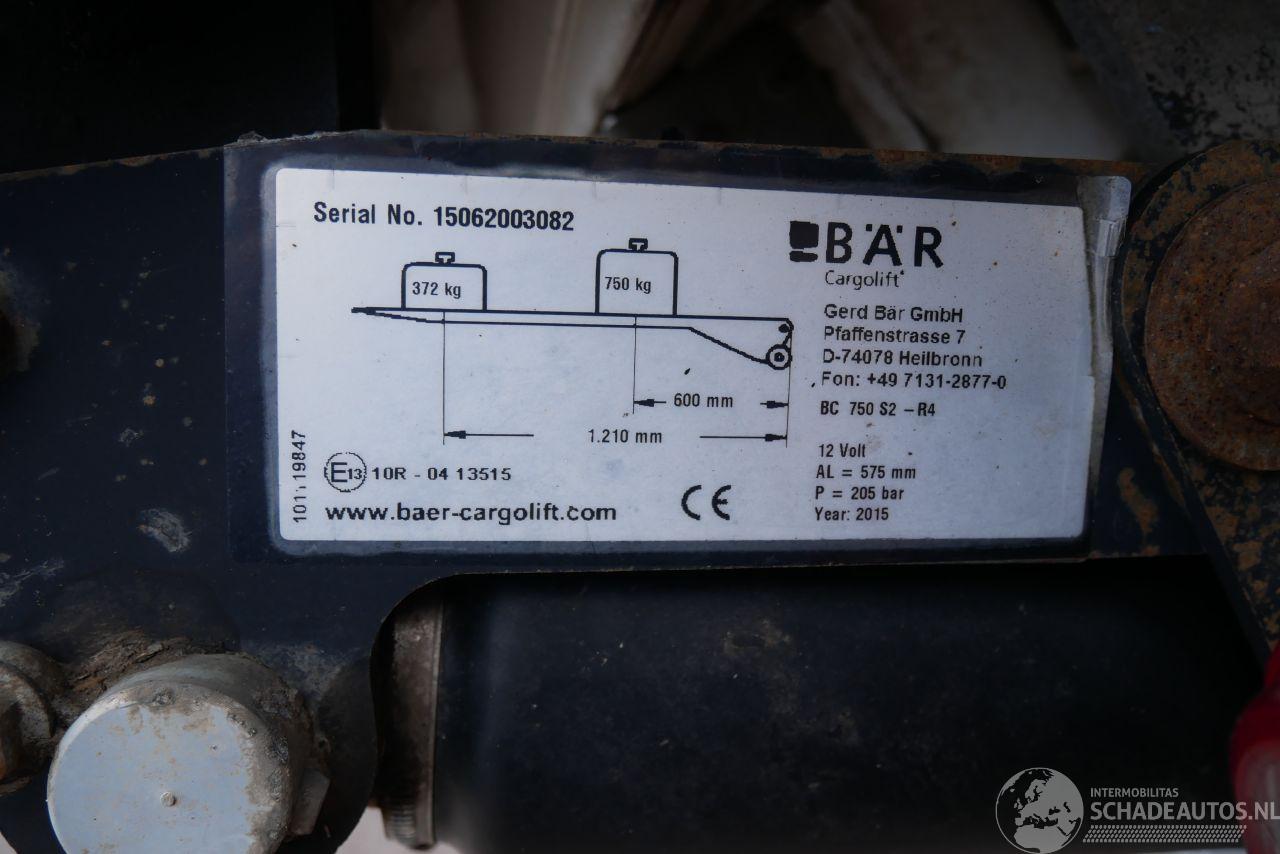 Serial No. 15062003082
BÄR
Cargolift
372 kg
750 kg
Gerd Bär GmbH
Pfaffenstrasse 7
D-74078 Heilbronn
Fon: +49 7131-2877-0
600 mm
BC 750 S2 - R4
1.210 mm
12 Volt
AL = 575 mm
P = 205 bar
Year: 2015
101.19847
E13 10R - 04 13515
www.baer-cargolift.com
CE
INTERMOBILITAS
SCHADEAUTOS.NL